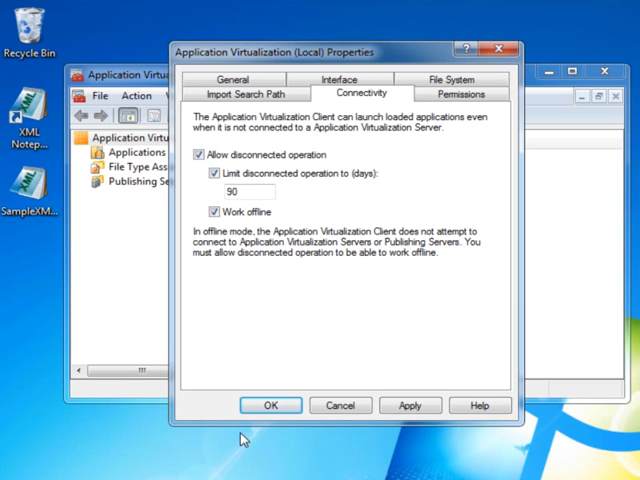 Recycle Bin
XML
Notep...
SampleXM...
Application Virtua
File Action
Application Virtu
Applications
File Type Ass
Publishing Se
Application Virtualization (Local) Properties
General Interface File System
Import Search Path Connectivity Permissions
The Application Virtualization Client can launch loaded applications even
when it is not connected to a Application Virtualization Server.
Allow disconnected operation
Limit disconnected operation to (days):
90
Work offline
In offline mode, the Application Virtualization Client does not attempt to
connect to Application Virtualization Servers or Publishing Servers. You
must allow disconnected operation to be able to work offline.
OK Cancel Apply Help